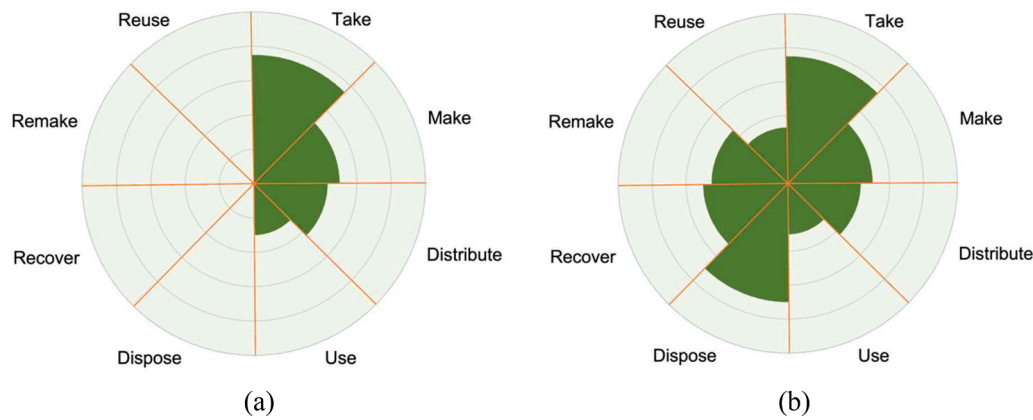 Reuse
Take
Remake
Make
Recover
Distribute
Dispose
Use
(a)
Reuse
Take
Remake
Make
Recover
Distribute
Dispose
Use
(b)